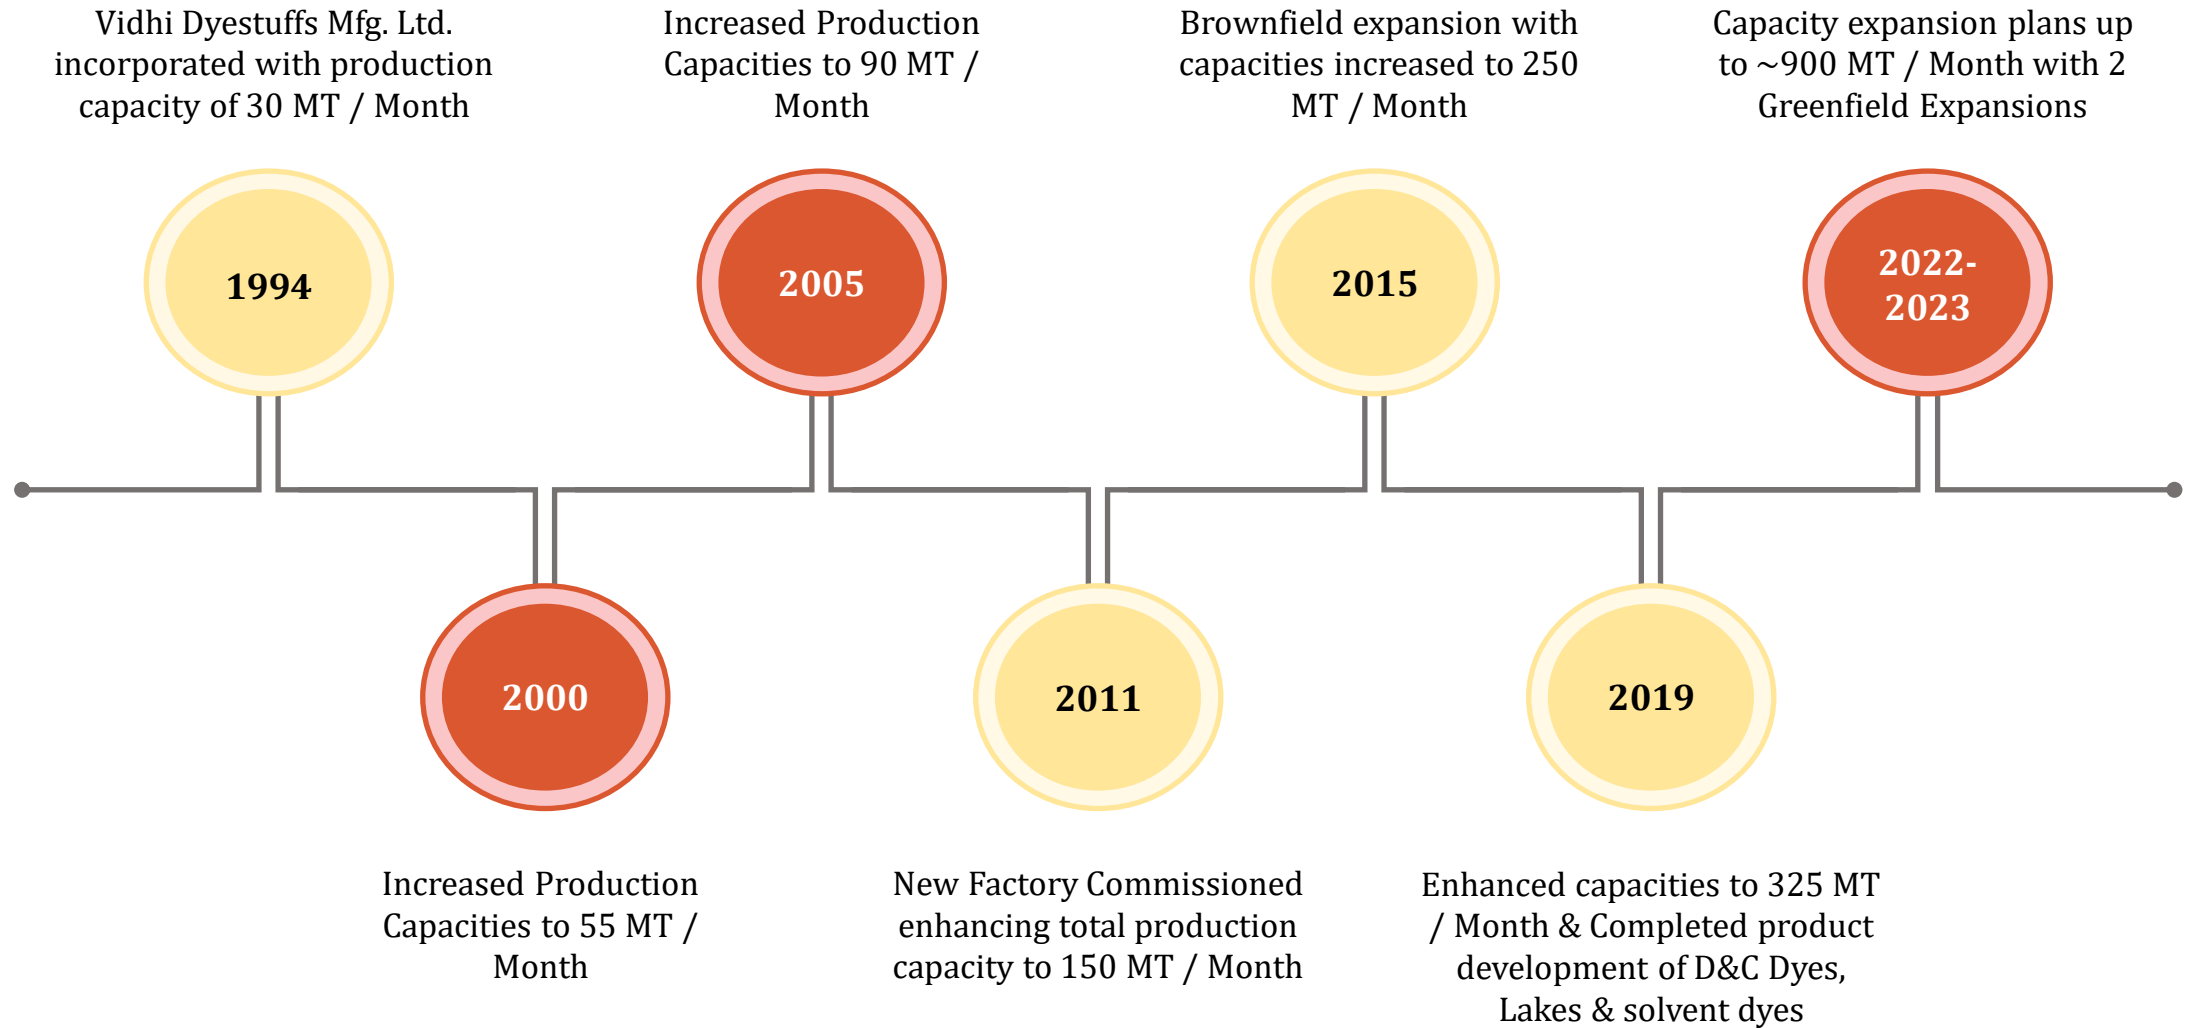 Vidhi Dyestuffs Mfg. Ltd.
incorporated with production
capacity of 30 MT / Month
Increased Production
Capacities to 90 MT /
Month
Brownfield expansion with
capacities increased to 250
MT / Month
Capacity expansion plans up
to ~900 MT / Month with 2
Greenfield Expansions
1994
2005
2015
2022-
2023
2000
2011
2019
Increased Production
Capacities to 55 MT /
Month
New Factory Commissioned
enhancing total production
capacity to 150 MT / Month
Enhanced capacities to 325 MT
/ Month & Completed product
development of D&C Dyes,
Lakes & solvent dyes